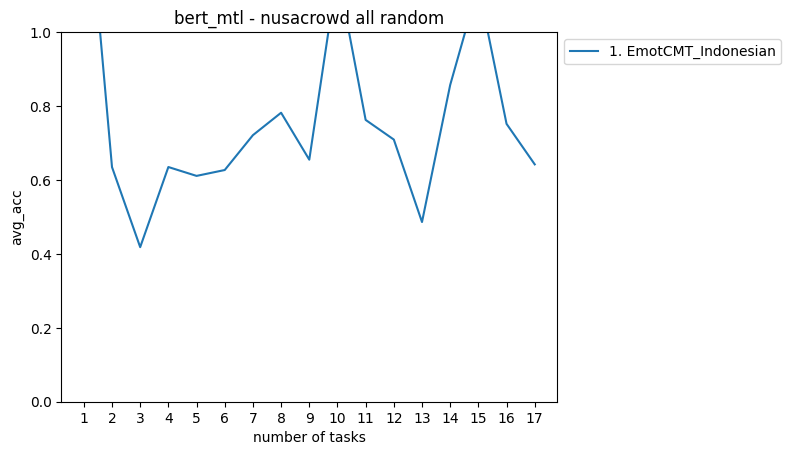 bert_mtl - nusacrowd all random
1. EmotCMT_Indonesian
avg_acc
1.0
0.8
0.6
0.4
0.2
0.0
1 2 3 4 5 6 7 8 9 10 11 12 13 14 15 16 17
number of tasks